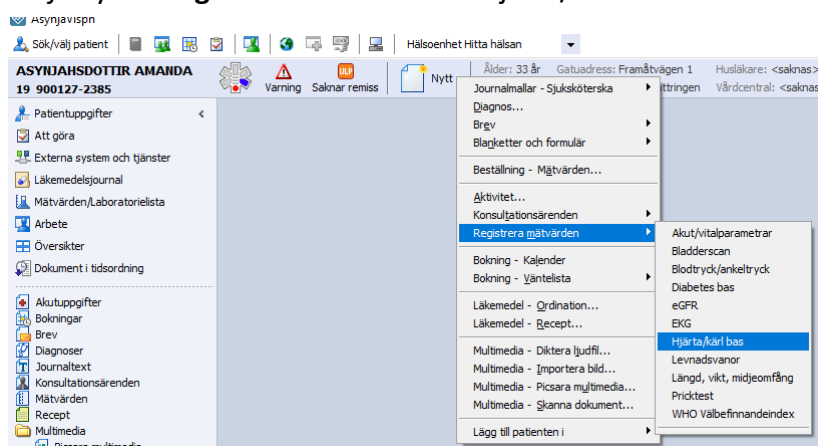 AsynjaVisph
Sök/välj patient
Hälsoenhet Hitta hälsan
ASYNJAHSDOTTIR AMANDA
19 900127-2385
Varning
ULP
Saknar remiss
Nytt
Ålder: 33 år Gatuadress: Framåtvägen 1 Husläkare: <saknas>
ittringen Vårdcentral: <saknas
Patientuppgifter
Att göra
Externa system och tjänster
Läkemedelsjournal
Mätvärden/Laboratorielista
Arbete
Översikter
Dokument i tidsordning
Akutuppgifter
Bokningar
Brev
Diagnoser
Journaltext
Konsultationsärenden
Mätvärden
Recept
Multimedia
Picsara multimedia
Journalmallar - Sjuksköterska
Diagnos...
Brev
Blanketter och formulär
Beställning - Mätvärden...
Aktivitet...
Konsultationsärenden
Registrera mätvärden
Bokning - Kalender
Bokning - Väntelista
Läkemedel - Ordination...
Läkemedel - Recept...
Multimedia - Diktera ljudfil...
Multimedia - Importera bild...
Multimedia - Picsara multimedia...
Multimedia - Skanna dokument...
Lägg till patienten i
Akut/vitalparametrar
Bladderscan
Blodtryck/ankeltryck
Diabetes bas
eGFR
EKG
Hjärta/kärl bas
Levnadsvanor
Längd, vikt, midjeomfång
Pricktest
WHO Välbefinnandeindex